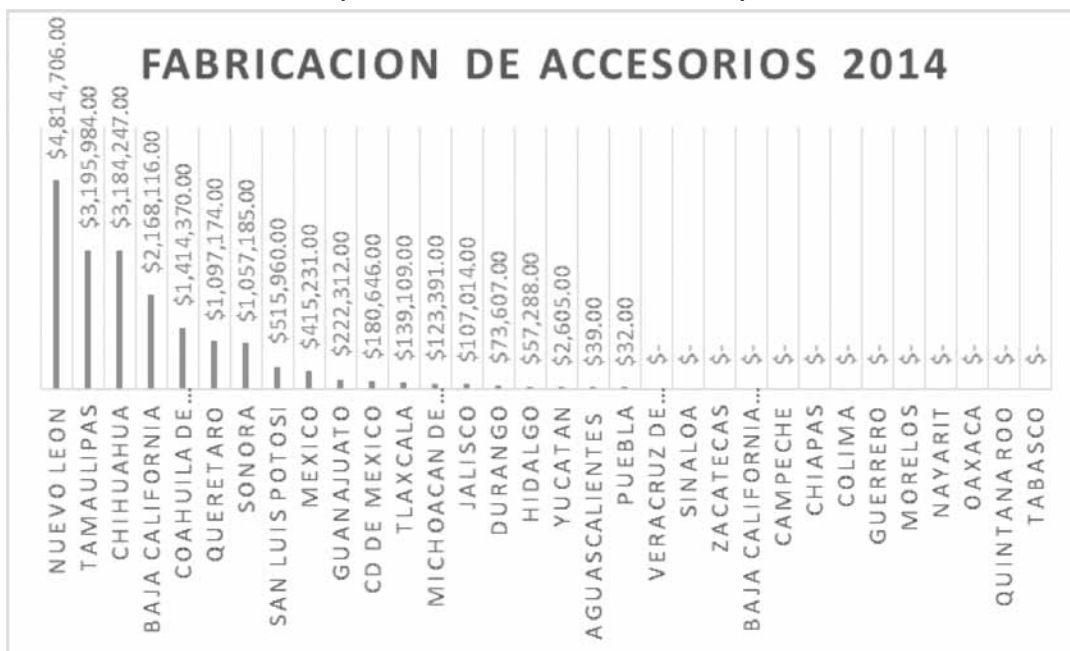 FABRICACION DE ACCESORIOS 2014
$4,814,706.00
$3,195,984.00
$3,184,247.00
$2,168,116.00
$1,414,370.00
$1,097,174.00
$1,057,185.00
$515,960.00
$415,231.00
$222,312.00
$180,646.00
$139,109.00
$123,391.00
$107,014.00
$73,607.00
$57,288.00
$2,605.00
$39.00
$32.00
$-
$-
$-
$-
$-
$-
$-
$-
$-
$-
$-
$-
$-
NUEVO LEON
TAMAULIPAS
CHIHUAHUA
BAJA CALIFORNIA
COAHUILA DE...
QUERETARO
SONORA
SAN LUIS POTOSI
MEXICO
GUANAJUATO
CD DE MEXICO
TLAXCALA
MICHOACAN DE...
JALISCO
DURANGO
HIDALGO
YUCATAN
AGUASCALIENTES
PUEBLA
VERACRUZ DE...
SINALOA
ZACATECAS
BAJA CALIFORNIA...
CAMPECHE
CHIAPAS
COLIMA
GUERRERO
MORELOS
NAYARIT
OAXACA
QUINTANA ROO
TABASCO